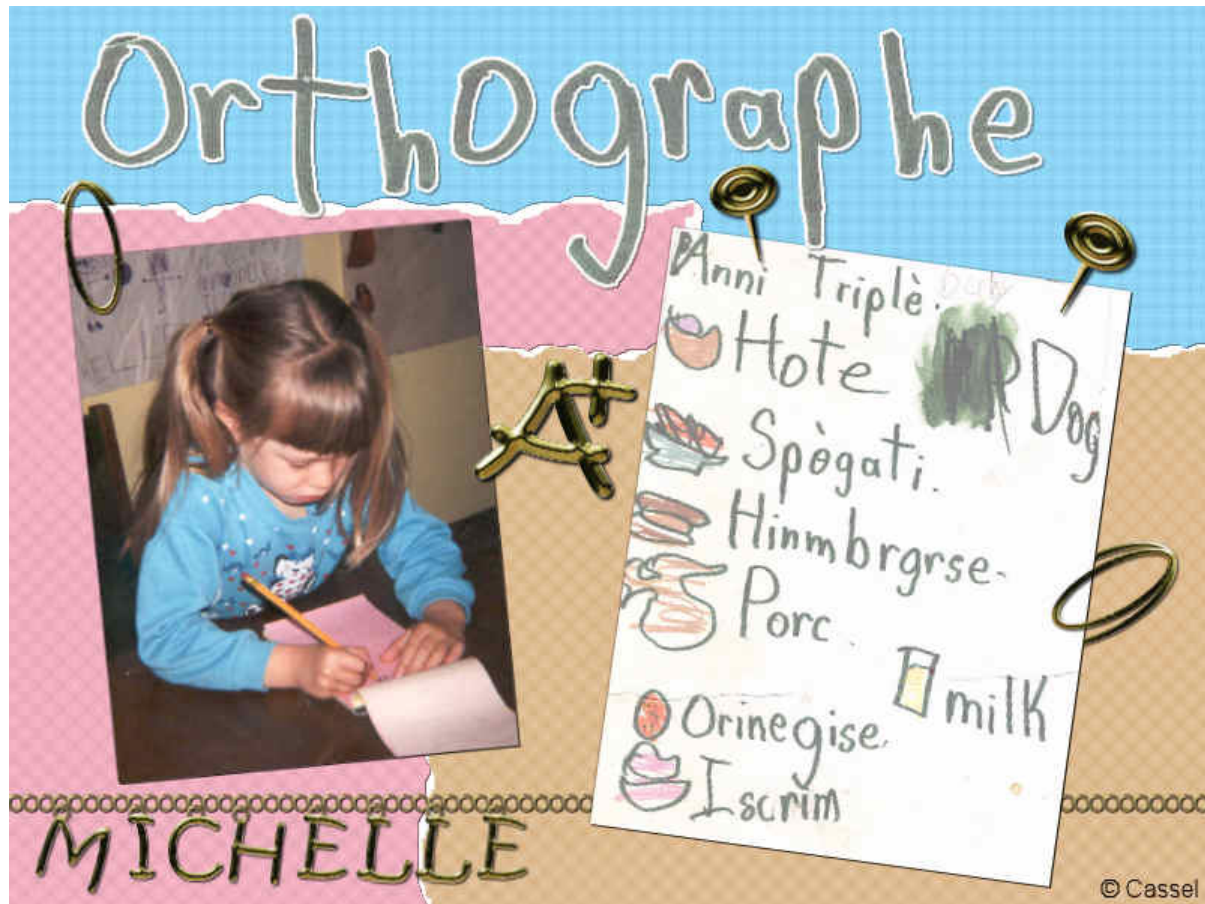 Orthographe
Anni Triplè.
Hote Dog
Spògati.
Hinmbrgrse.
Porc.
milk
Orinegise.
Iscrim
A+
MICHELLE
© Cassel